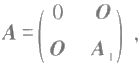 A = ( 0 O
O A₁ ) ,